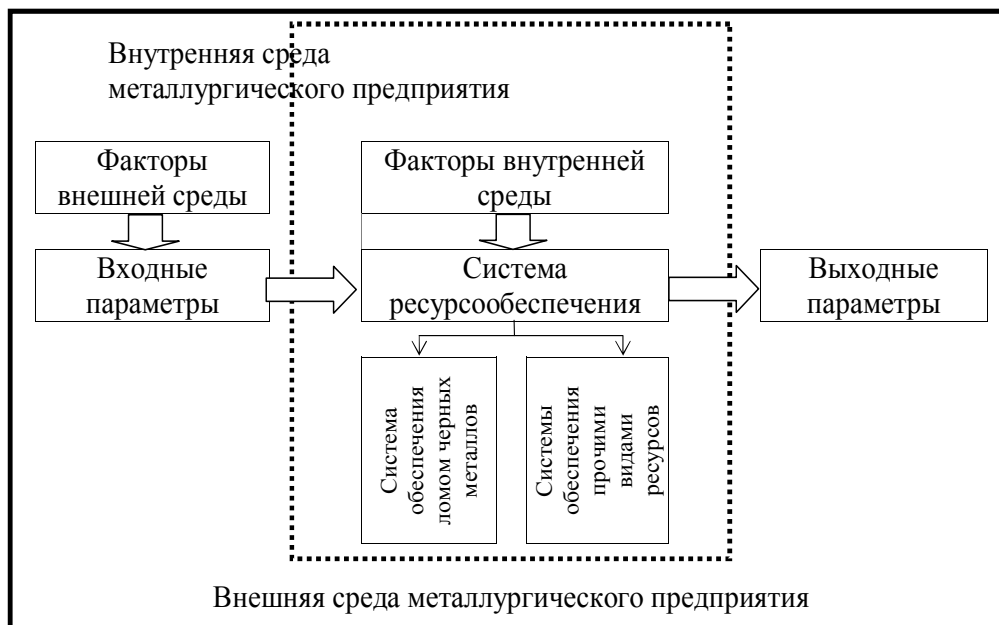 Внутренняя среда
металлургического предприятия
Факторы
внешней среды
Факторы внутренней
среды
Входные
параметры
Система
ресурсообеспечения
Выходные
параметры
Система
обеспечения
ломом черных
металлов
Системы
обеспечения
прочими
видами
ресурсов
Внешняя среда металлургического предприятия